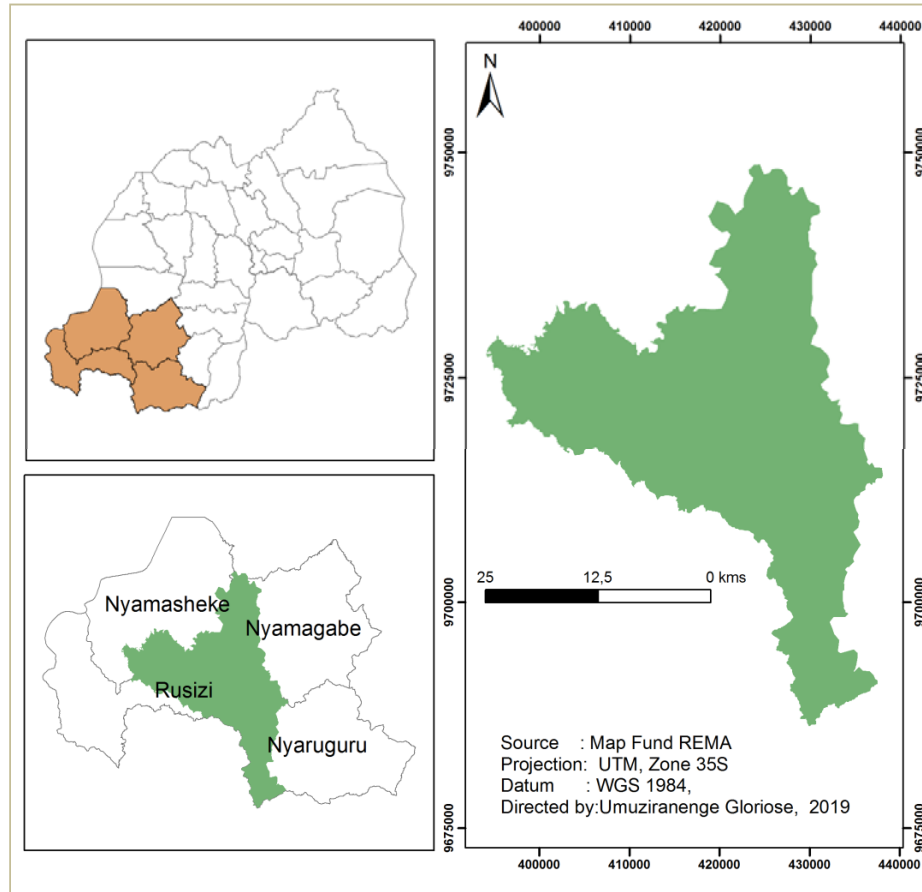 400000 410000 420000 430000 440000
N
9750000 9750000
9725000 9725000
9700000 9700000
9675000 9675000
Nyamasheke
Nyamagabe
Rusizi
Nyaruguru
25 12,5 0 kms
Source : Map Fund REMA
Projection: UTM, Zone 35S
Datum : WGS 1984,
Directed by:Umuziranenge Gloriose, 2019
400000 410000 420000 430000 440000